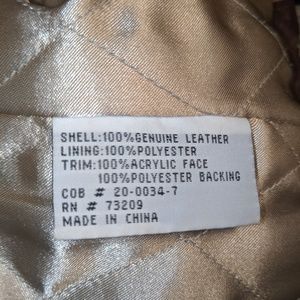 SHELL:100%GENUINE LEATHER
LINING:100%POLYESTER
TRIM:100%ACRYLIC FACE
100%POLYESTER BACKING
COB # 20-0034-7
RN # 73209
MADE IN CHINA